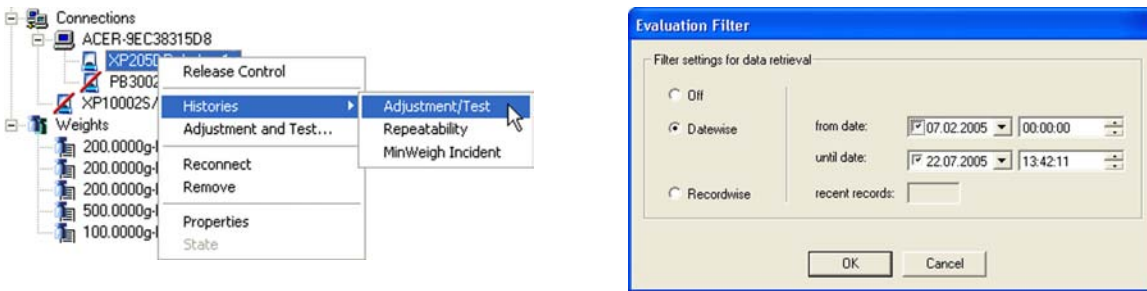 Connections
ACER-9EC38315D8
XP205D
PB3002
XP10002S/
Weights
200.0000g-
200.0000g-
200.0000g-
500.0000g-
100.0000g-
Release Control
Histories
Adjustment and Test...
Reconnect
Remove
Properties
State
Adjustment/Test
Repeatability
MinWeigh Incident
Evaluation Filter
Filter settings for data retrieval
Off
Datewise
from date: 07.02.2005 00:00:00
until date: 22.07.2005 13:42:11
Recordwise
recent records:
OK Cancel